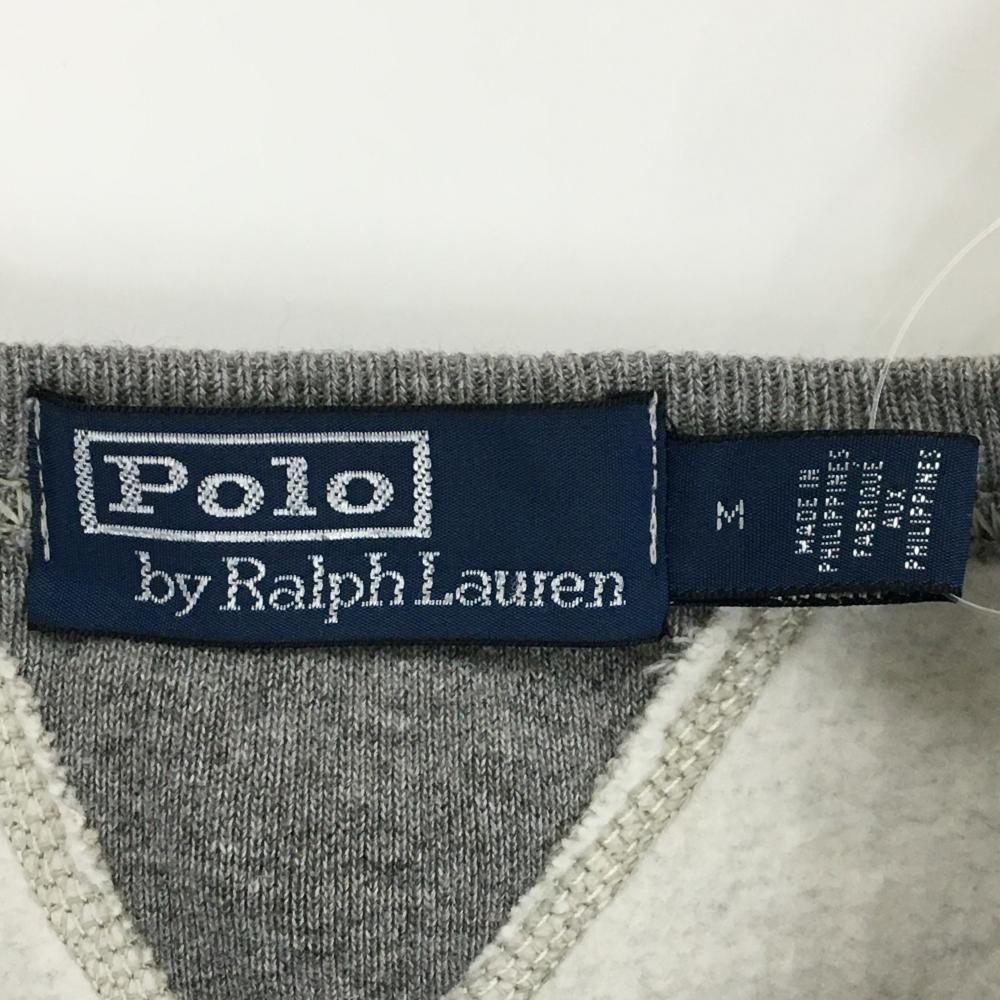 Polo
by Ralph Lauren
M
MADE IN
PHILIPPINES
FABRIQUE
AUX
PHILIPPINES